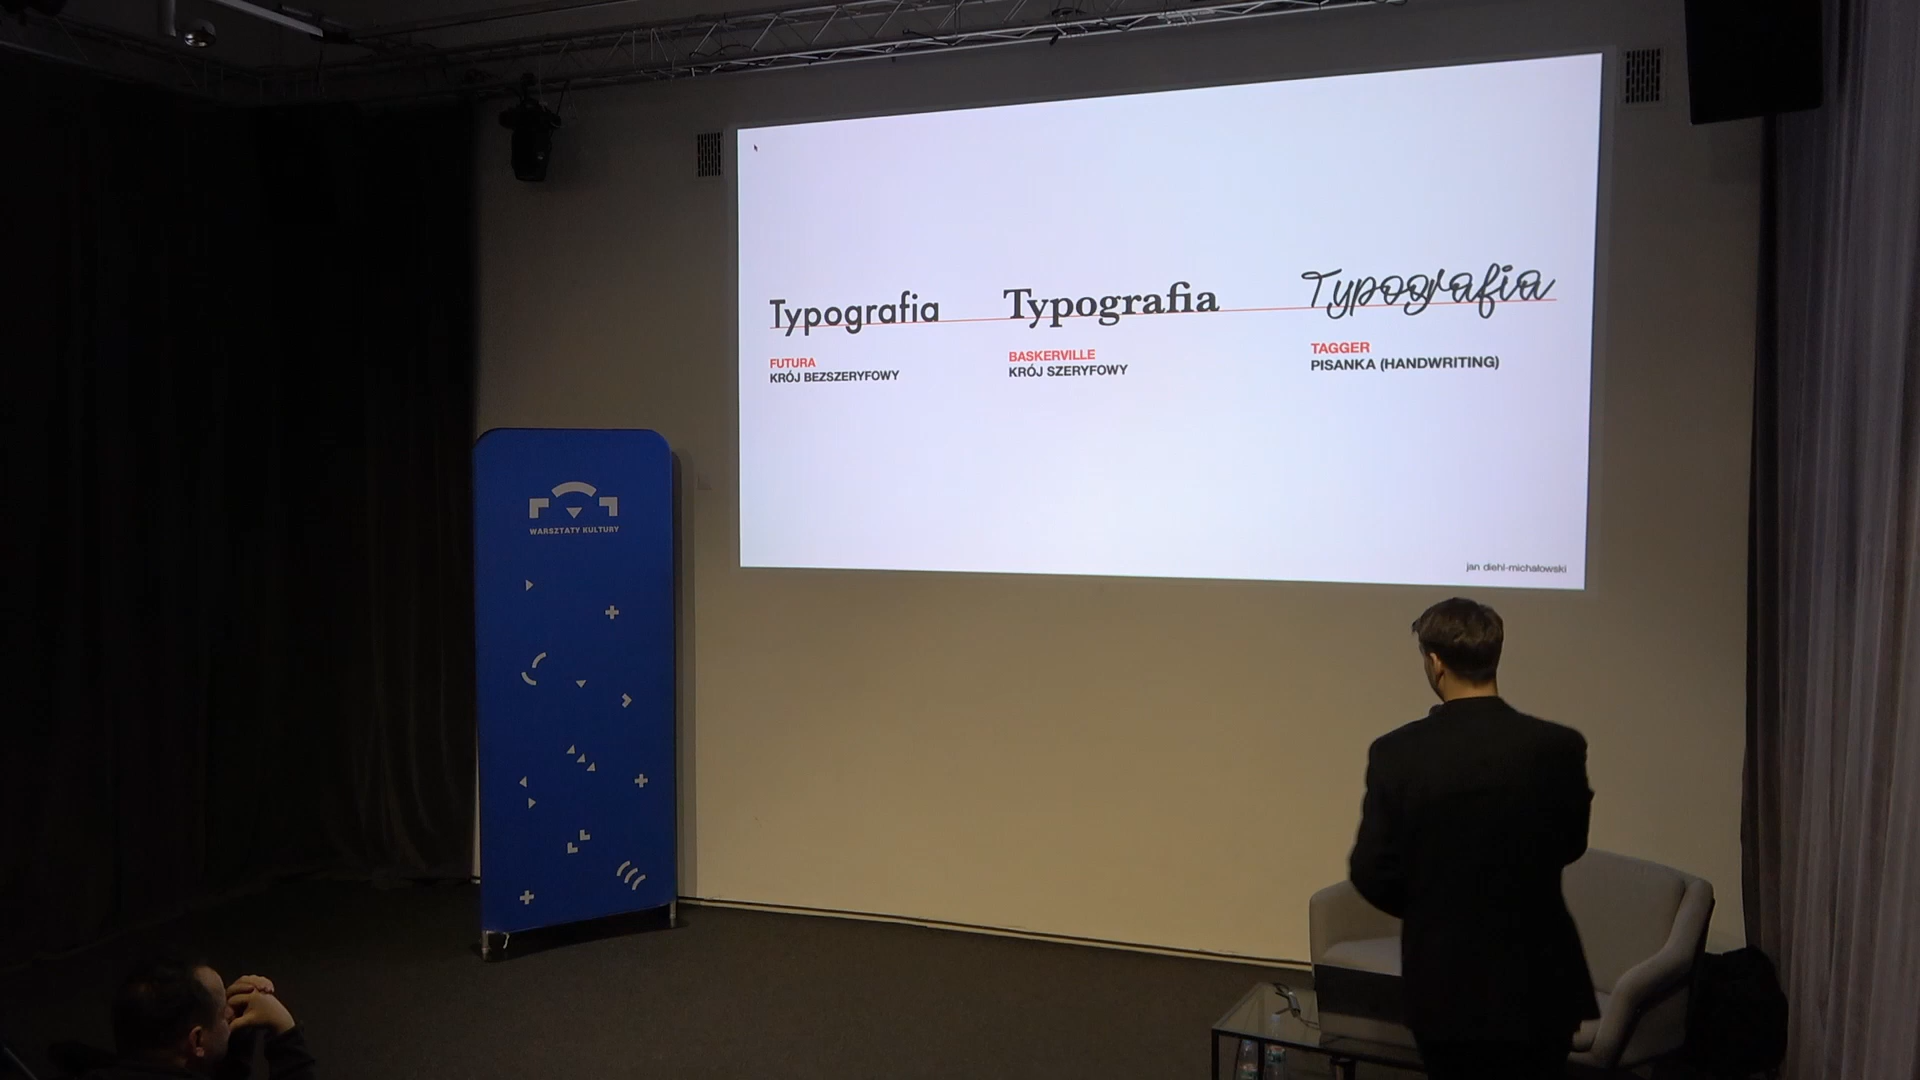 Typografia
FUTURA
KRÓJ BEZSZERYFOWY
Typografia
BASKERVILLE
KRÓJ SZERYFOWY
Typografia
TAGGER
PISANKA (HANDWRITING)
jan diehl-michałowski
WARSZTATY KULTURY